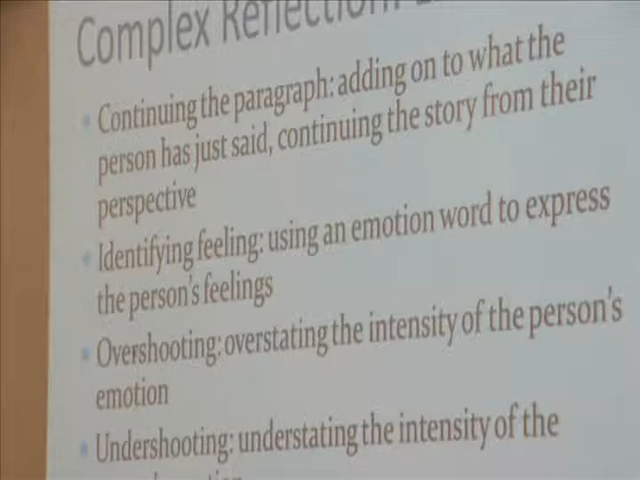 Complex Reflection:
Continuing the paragraph: adding on to what the
person has just said, continuing the story from their
perspective
Identifying feeling: using an emotion word to express
the person's feelings
Overshooting: overstating the intensity of the person's
emotion
Undershooting: understating the intensity of the